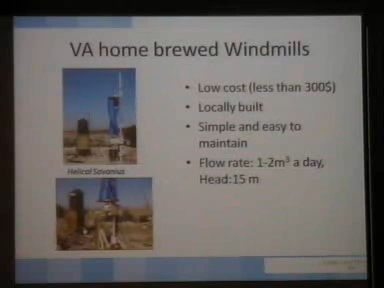 VA home brewed Windmills
• Low cost (less than 300$)
• Locally built
• Simple and easy to
maintain
• Flow rate: 1-2m³ a day,
Head:15 m
Helical Savonius